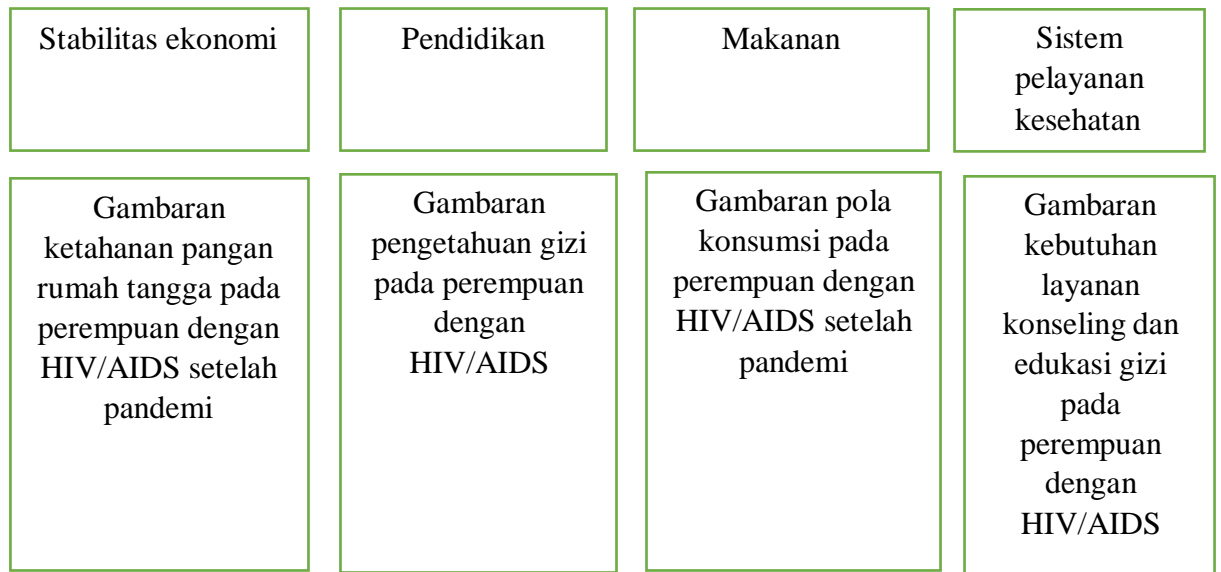 Stabilitas ekonomi
Pendidikan
Makanan
Sistem
pelayanan
kesehatan
Gambaran
ketahanan pangan
rumah tangga pada
perempuan dengan
HIV/AIDS setelah
pandemi
Gambaran
pengetahuan gizi
pada perempuan
dengan
HIV/AIDS
Gambaran pola
konsumsi pada
perempuan dengan
HIV/AIDS setelah
pandemi
Gambaran
kebutuhan
layanan
konseling dan
edukasi gizi
pada
perempuan
dengan
HIV/AIDS